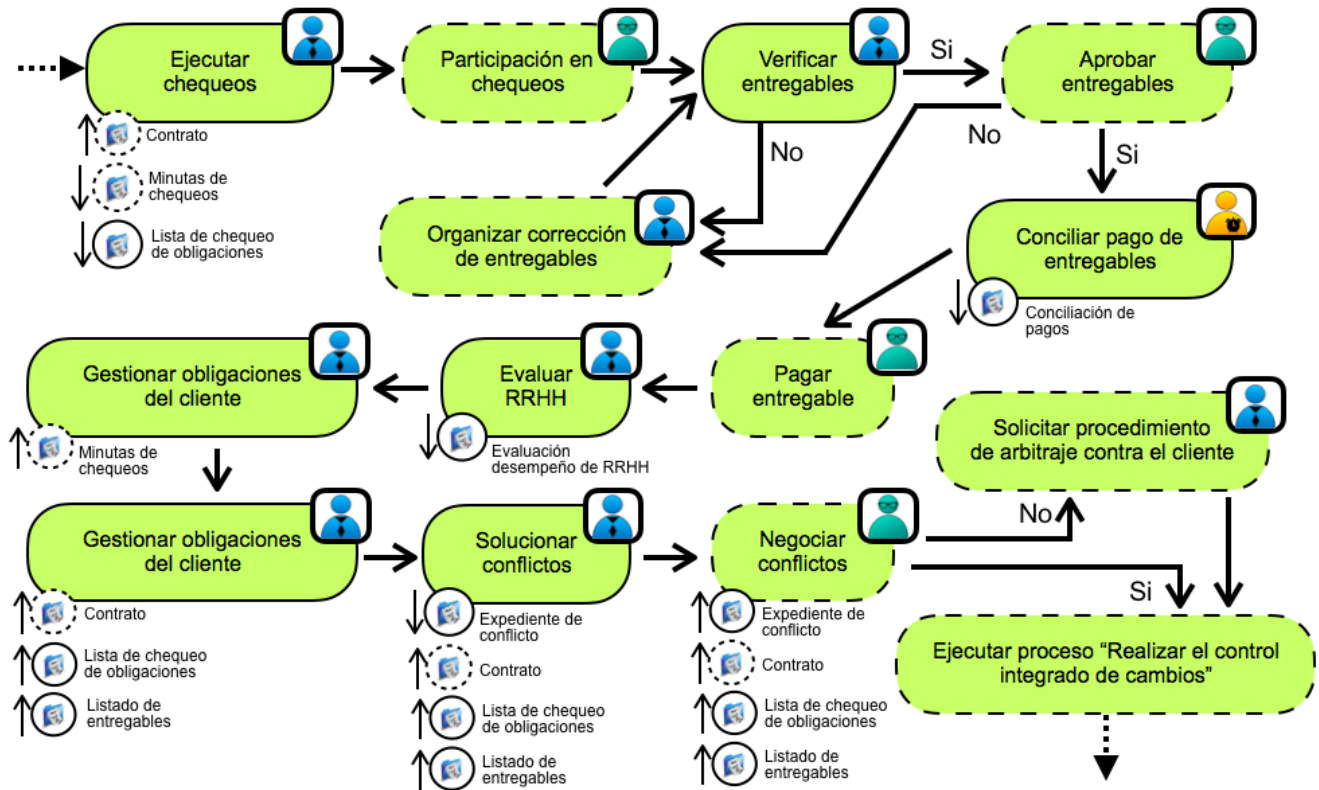 Ejecutar
chequeos
Participación en
chequeos
Verificar
entregables
Si
Aprobar
entregables
Contrato
Minutas de
chequeos
Lista de chequeo
de obligaciones
No
No
Si
Organizar corrección
de entregables
Conciliar pago de
entregables
Conciliación de
pagos
Gestionar obligaciones
del cliente
Minutas de
chequeos
Evaluar
RRHH
Evaluación
desempeño de RRHH
Pagar
entregable
Solicitar procedimiento
de arbitraje contra el cliente
Gestionar obligaciones
del cliente
Contrato
Lista de chequeo
de obligaciones
Listado de
entregables
Solucionar
conflictos
Expediente de
conflicto
Contrato
Lista de chequeo
de obligaciones
Listado de
entregables
Negociar
conflictos
No
Si
Expediente de
conflicto
Contrato
Lista de chequeo
de obligaciones
Listado de
entregables
Ejecutar proceso “Realizar el control
integrado de cambios”